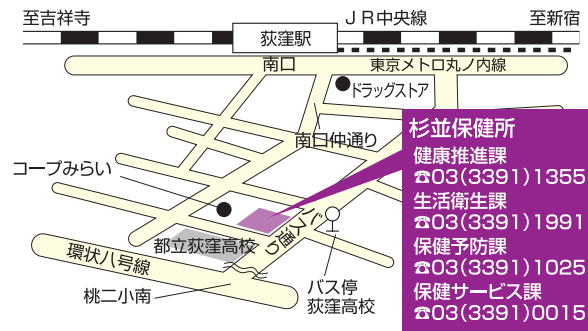 至吉祥寺
JR中央線
至新宿
荻窪駅
南口
東京メトロ丸ノ内線
ドラッグストア
南口仲通り
杉並保健所
健康推進課
☎03(3391)1355
生活衛生課
☎03(3391)1991
保健予防課
☎03(3391)1025
保健サービス課
☎03(3391)0015
コープみらい
バス通り
都立荻窪高校
環状八号線
バス停
荻窪高校
桃二小南